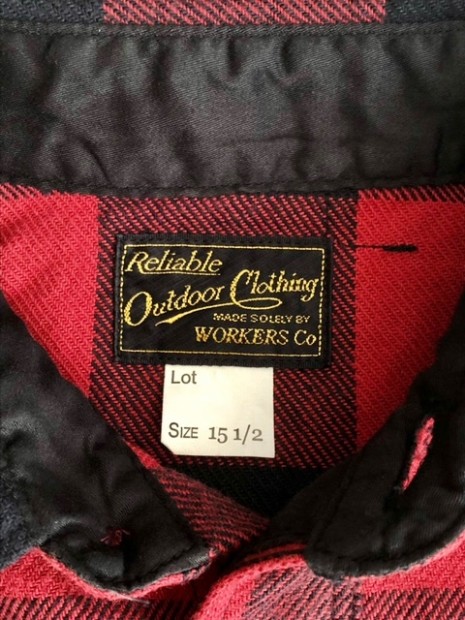 Reliable
Outdoor Clothing
MADE SOLELY BY
WORKERS Co
Lot
SIZE 15 1/2